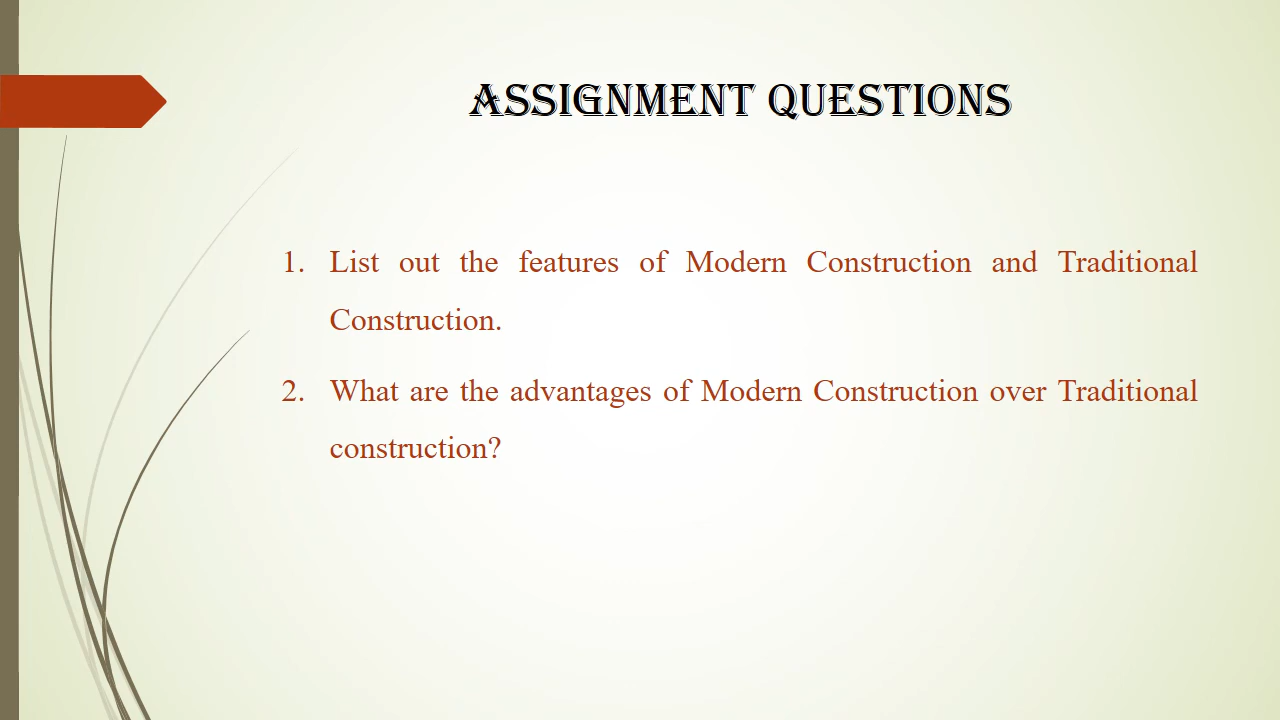 ASSIGNMENT QUESTIONS
1. List out the features of Modern Construction and Traditional
Construction.
2. What are the advantages of Modern Construction over Traditional
construction?